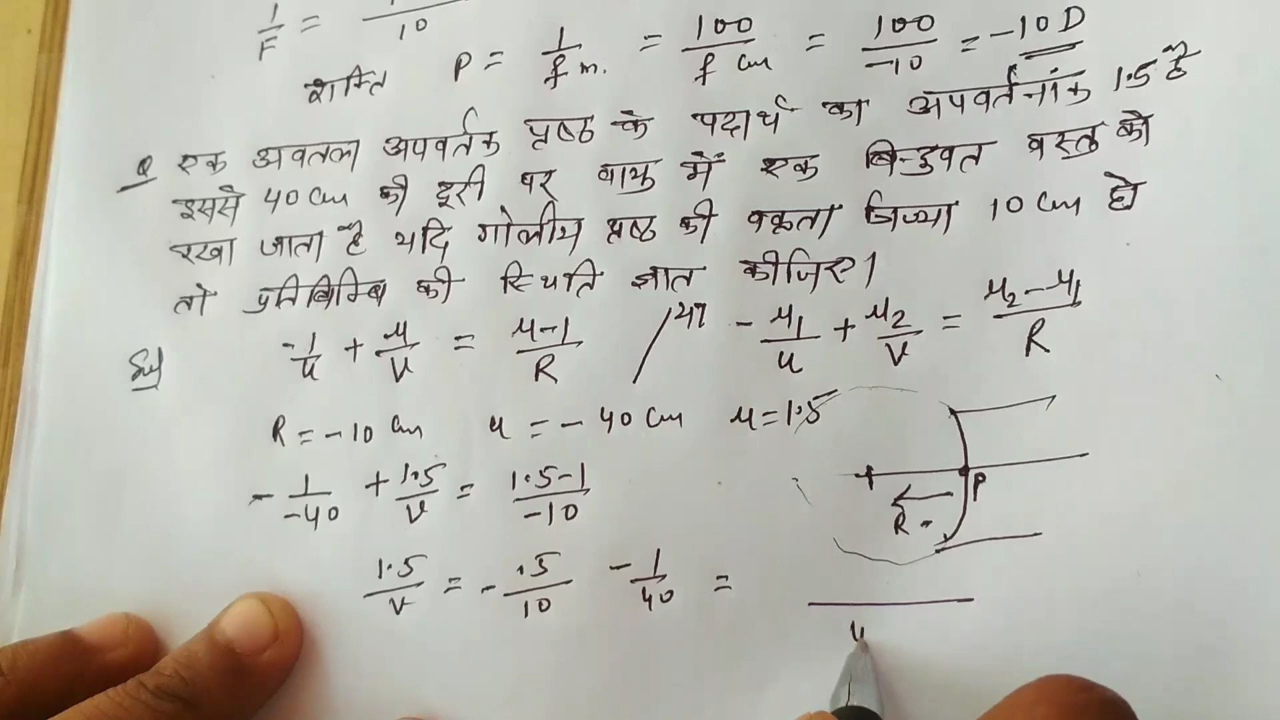 1/F = /10
शक्ति P = 1/f m. = 100/f cm = 100/-10 = -10 D
Q एक अवतल अपवर्तक प्रष्ठ के पदार्थ का अपवर्तनांक 1.5 है
इससे 40 cm की दूरी पर वायु में एक बिन्दुवत वस्तु को
रखा जाता है यदि गोलीय प्रष्ठ की वक्रता त्रिज्या 10 cm हो
तो प्रतिबिम्ब की स्थिति ज्ञात कीजिए।
-1/u + μ/v = μ-1/R / या -μ1/u + μ2/v = μ2-μ1/R
R = -10 cm u = - 40 cm μ = 1.5
- 1/-40 + 1.5/v = 1.5-1/-10
P
R -
1.5/v = - .5/10 - 1/40 =